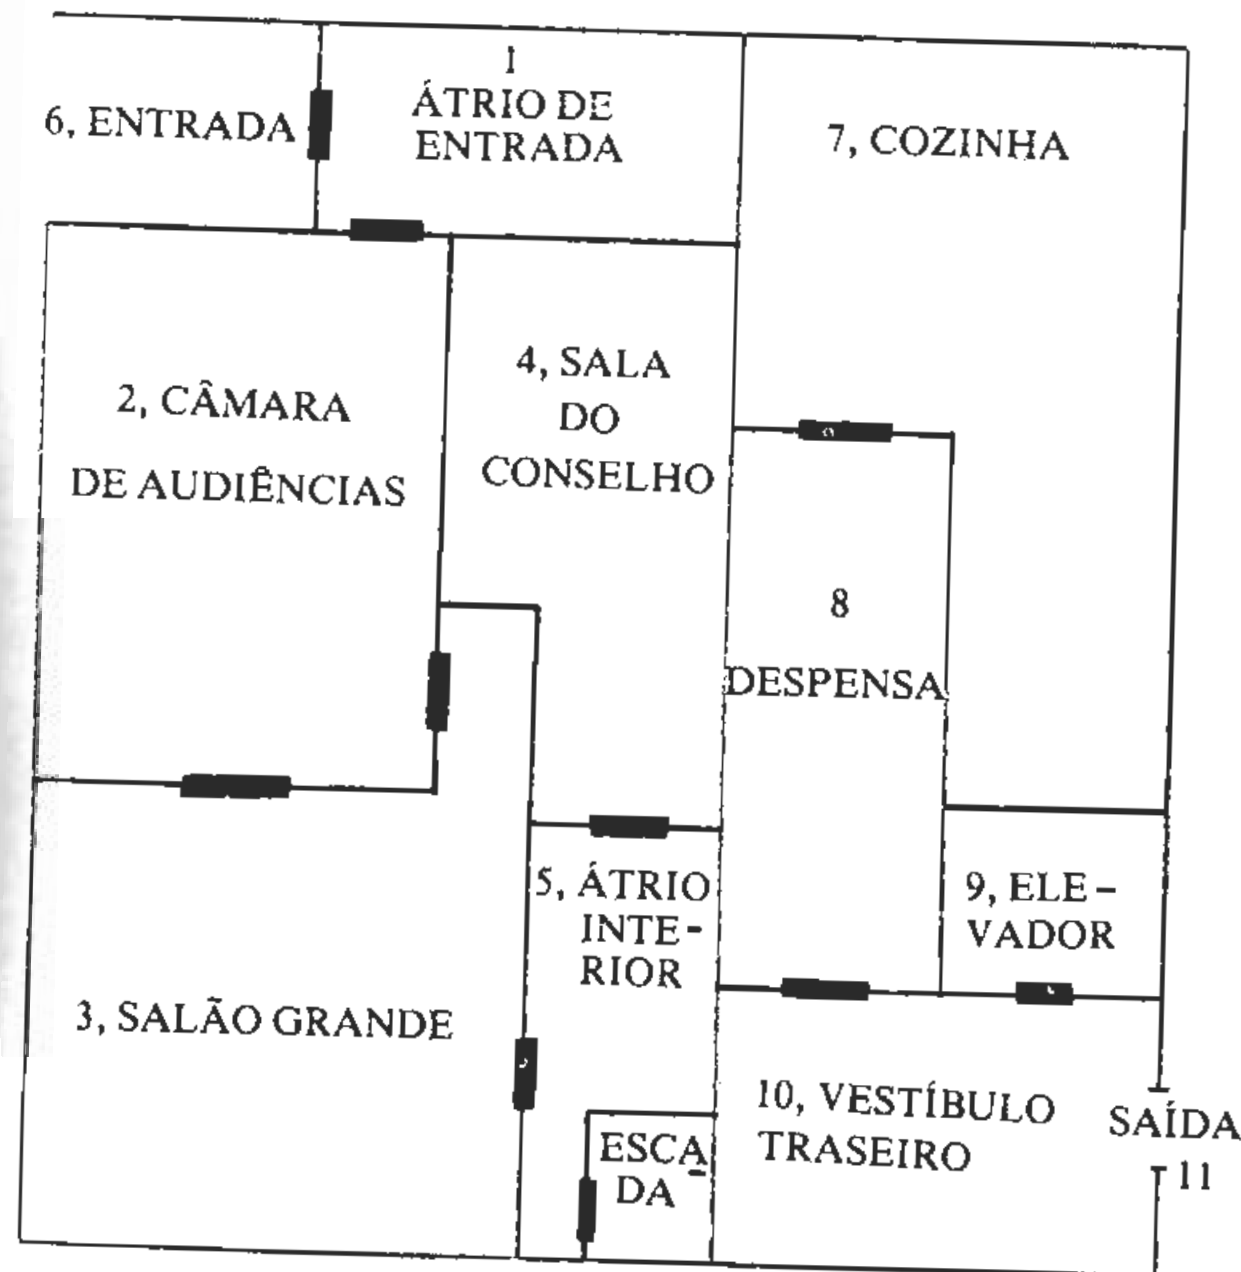 6, ENTRADA
1
ÁTRIO DE
ENTRADA
7, COZINHA
2, CÂMARA
DE AUDIÊNCIAS
4, SALA
DO
CONSELHO
8
DESPENSA
3, SALÃO GRANDE
5, ÁTRIO
INTE-
RIOR
9, ELE-
VADOR
ESCA-
DA
10, VESTÍBULO
TRASEIRO
SAÍDA
11